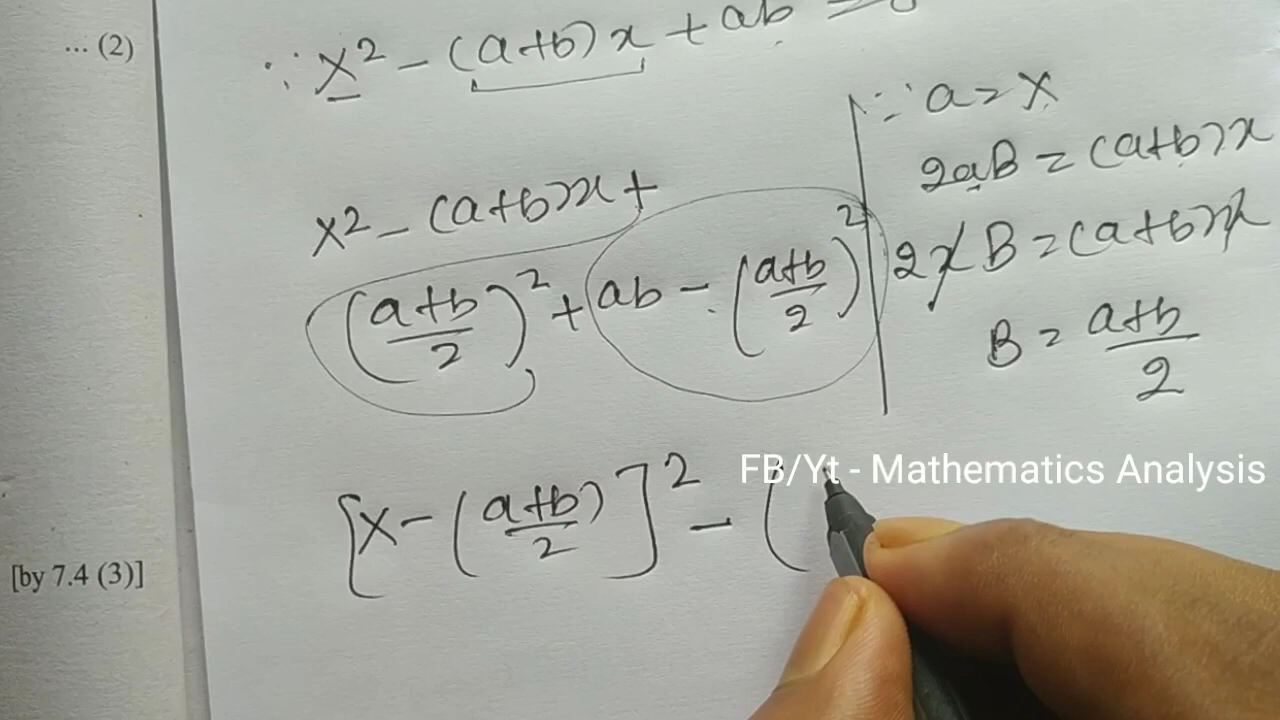 ... (2)
∵ x² - (a+b)x + ab =
∵ a = x
2aB = (a+b)x
x² - (a+b)x +
2x B = (a+b)x
((a+b)/2)² + ab - ((a+b)/2)²
B = (a+b)/2
FB/Yt - Mathematics Analysis
[x - ((a+b)/2)]² - (
[by 7.4 (3)]